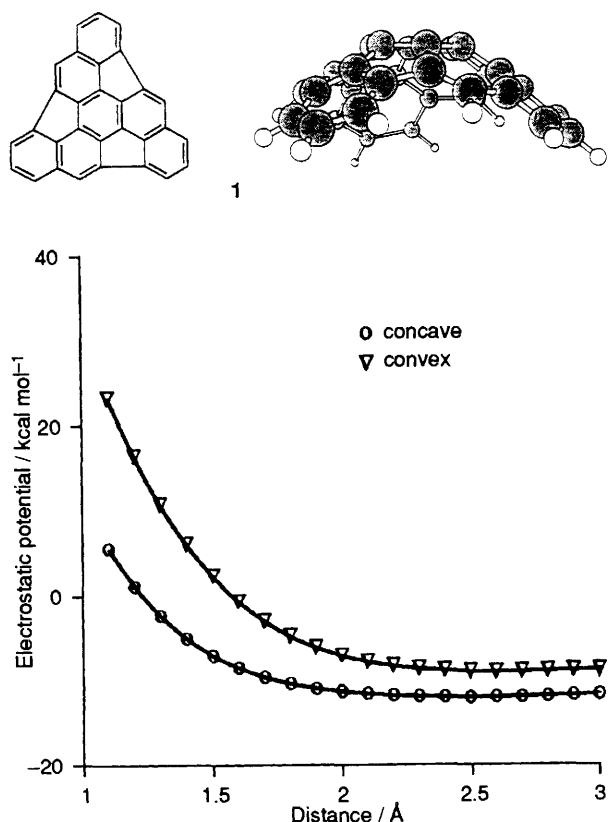 1
40
20
0
−20
Electrostatic potential / kcal mol⁻¹
concave
convex
1
1.5
2
2.5
3
Distance / Å